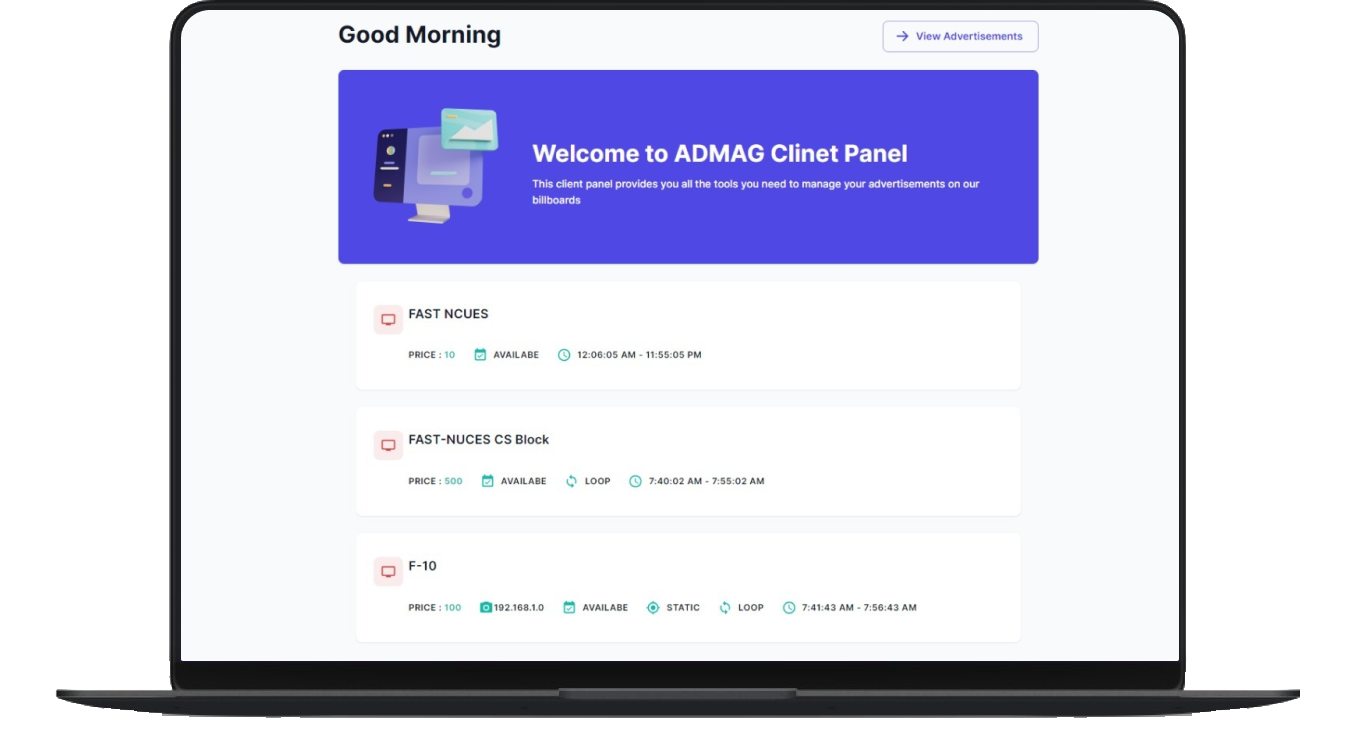 Good Morning
View Advertisements
Welcome to ADMAG Clinet Panel
This client panel provides you all the tools you need to manage your advertisements on our
billboards
FAST NCUES
PRICE : 10 AVAILABE 12:06:05 AM - 11:55:05 PM
FAST-NUCES CS Block
PRICE : 500 AVAILABE LOOP 7:40:02 AM - 7:55:02 AM
F-10
PRICE : 100 192.168.1.0 AVAILABE STATIC LOOP 7:41:43 AM - 7:56:43 AM